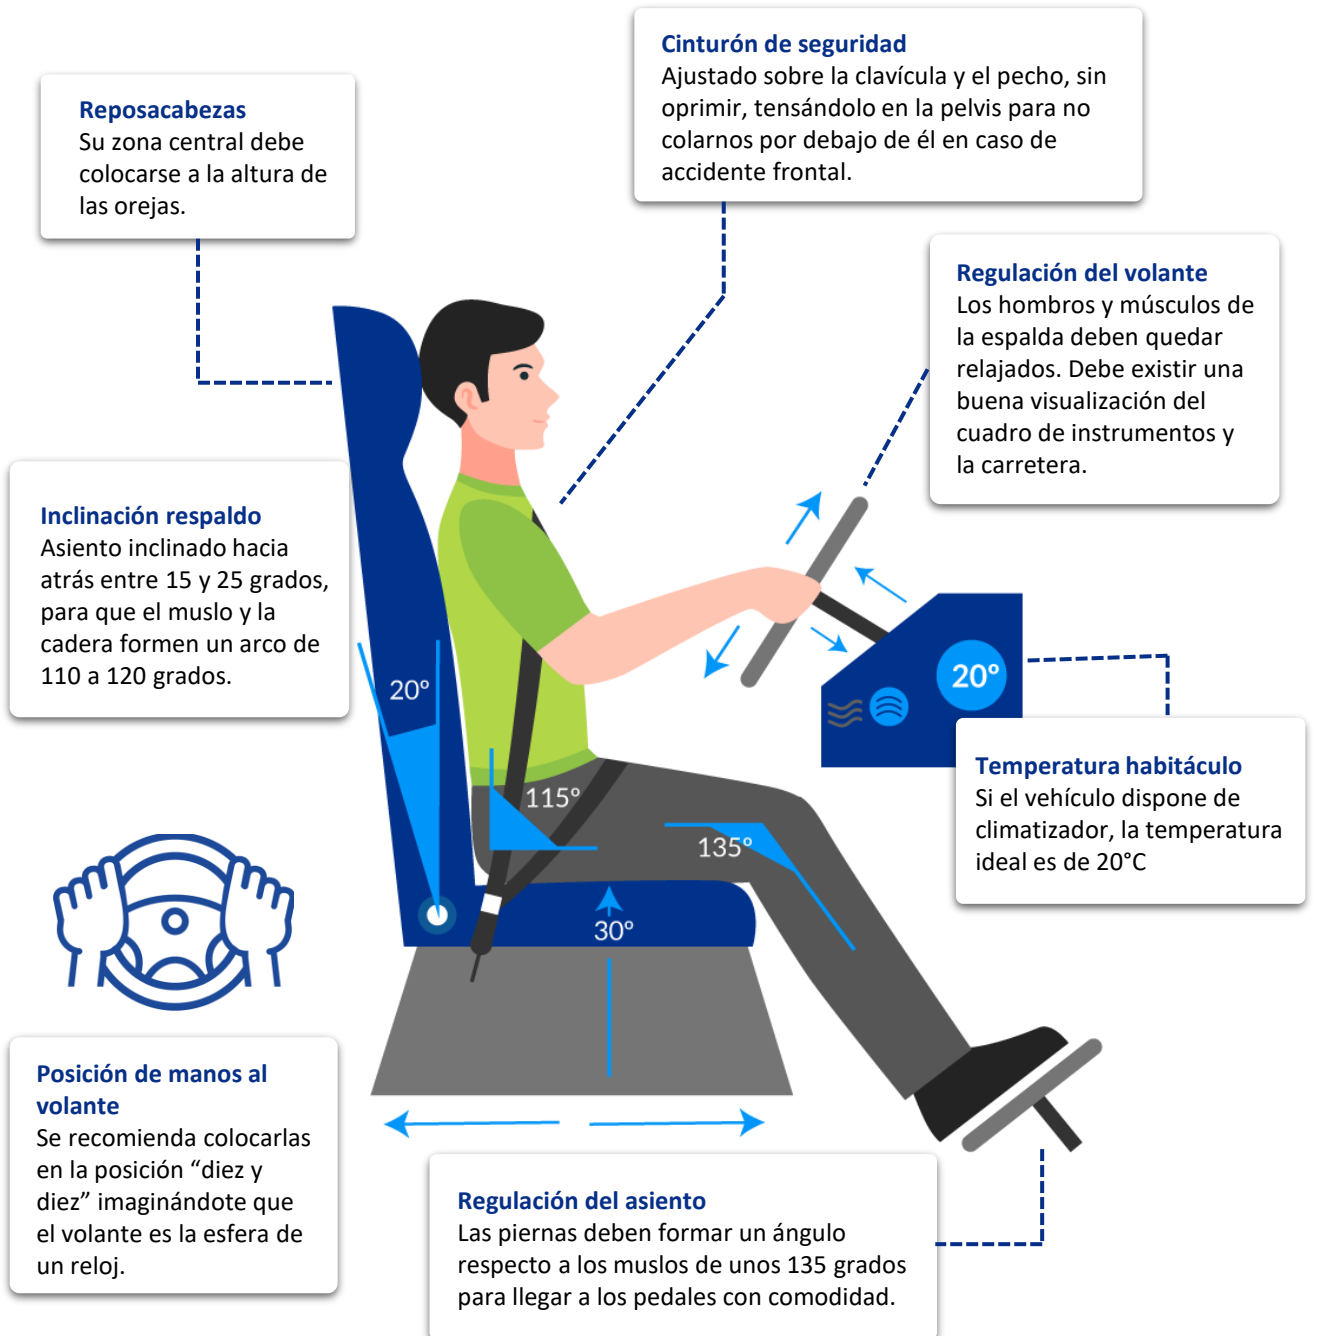 Cinturón de seguridad
Ajustado sobre la clavícula y el pecho, sin
oprimir, tensándolo en la pelvis para no
colarnos por debajo de él en caso de
accidente frontal.
Reposacabezas
Su zona central debe
colocarse a la altura de
las orejas.
Regulación del volante
Los hombros y músculos de
la espalda deben quedar
relajados. Debe existir una
buena visualización del
cuadro de instrumentos y
la carretera.
Inclinación respaldo
Asiento inclinado hacia
atrás entre 15 y 25 grados,
para que el muslo y la
cadera formen un arco de
110 a 120 grados.
20º
20º
115º
135º
30º
Temperatura habitáculo
Si el vehículo dispone de
climatizador, la temperatura
ideal es de 20°C
Posición de manos al
volante
Se recomienda colocarlas
en la posición “diez y
diez” imaginándote que
el volante es la esfera de
un reloj.
Regulación del asiento
Las piernas deben formar un ángulo
respecto a los muslos de unos 135 grados
para llegar a los pedales con comodidad.